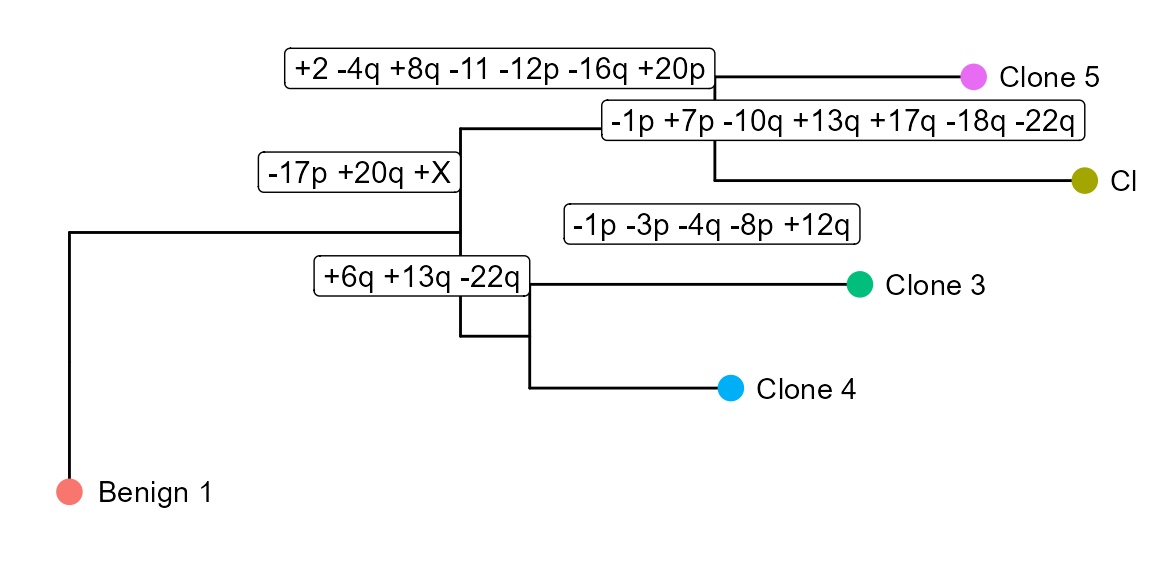 +2 -4q +8q -11 -12p -16q +20p
Clone 5
-1p +7p -10q +13q +17q -18q -22q
-17p +20q +X
Cl
-1p -3p -4q -8p +12q
+6q +13q -22q
Clone 3
Clone 4
Benign 1